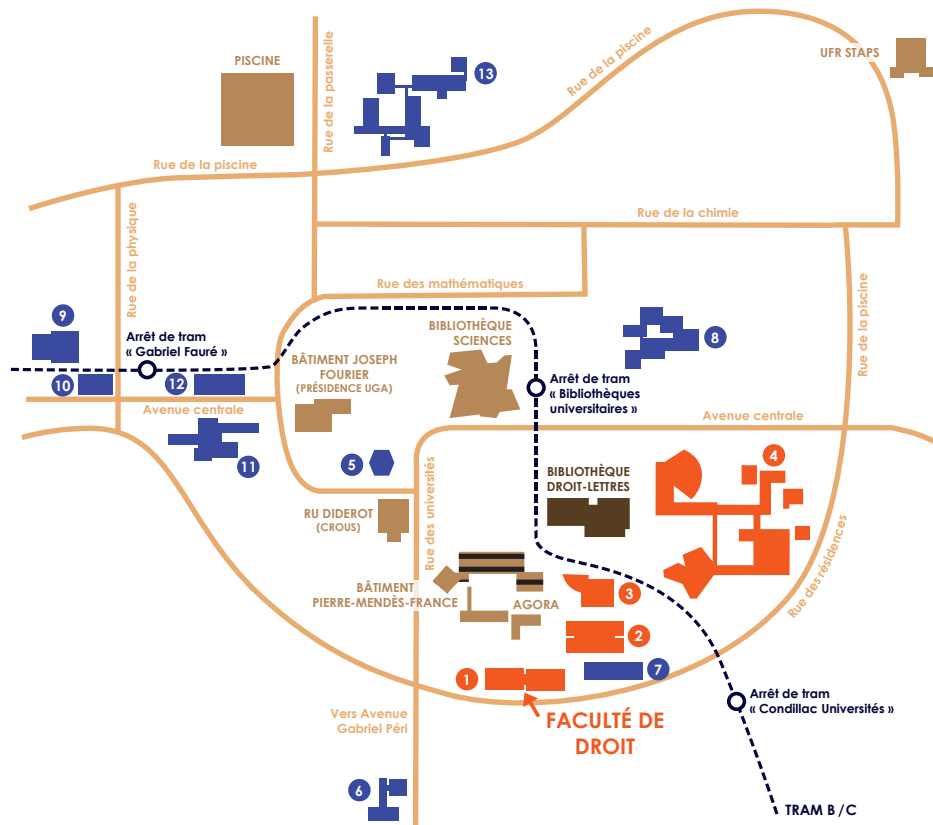 PISCINE
Rue de la passerelle
13
Rue de la piscine
UFR STAPS
Rue de la piscine
Rue de la physique
Rue de la chimie
Rue des mathématiques
Rue de la piscine
9
Arrêt de tram
« Gabriel Fauré »
BIBLIOTHÈQUE
SCIENCES
8
BÂTIMENT JOSEPH
FOURIER
(PRÉSIDENCE UGA)
10
12
Arrêt de tram
« Bibliothèques
universitaires »
Avenue centrale
Avenue centrale
11
5
Rue des universités
BIBLIOTHÈQUE
DROIT-LETTRES
4
RU DIDEROT
(CROUS)
Rue des résidences
BÂTIMENT
PIERRE-MENDÈS-FRANCE
AGORA
3
2
7
1
Arrêt de tram
« Condillac Universités »
Vers Avenue
Gabriel Péri
FACULTÉ DE
DROIT
6
TRAM B /C